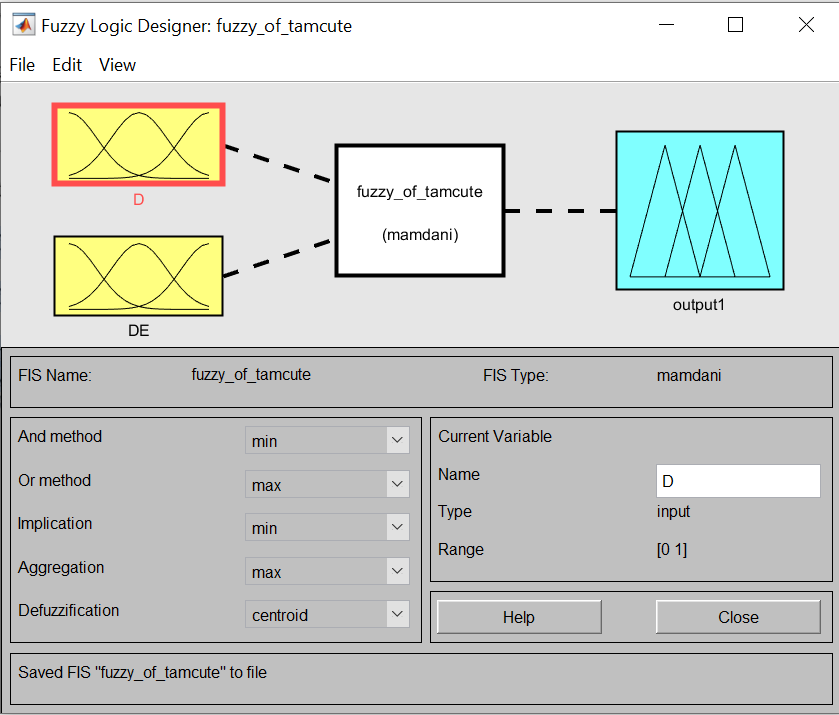 Fuzzy Logic Designer: fuzzy_of_tamcute
File Edit View
D
DE
fuzzy_of_tamcute
(mamdani)
output1
FIS Name: fuzzy_of_tamcute FIS Type: mamdani
And method min
Or method max
Implication min
Aggregation max
Defuzzification centroid
Current Variable
Name D
Type input
Range [0 1]
Help Close
Saved FIS "fuzzy_of_tamcute" to file